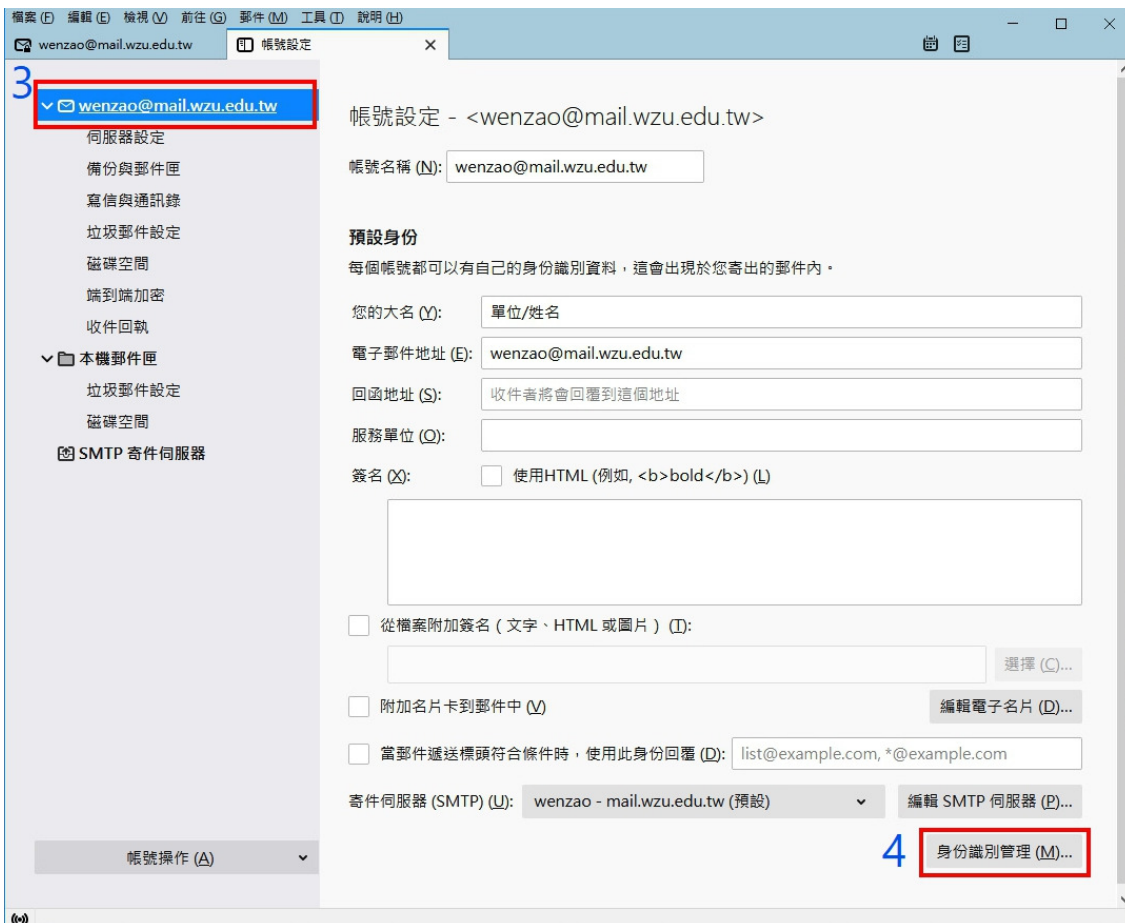 檔案(F) 編輯(E) 檢視(V) 前往(G) 郵件(M) 工具(T) 說明(H)
wenzao@mail.wzu.edu.tw 帳號設定
3
wenzao@mail.wzu.edu.tw
伺服器設定
備份與郵件匣
寫信與通訊錄
垃圾郵件設定
磁碟空間
端到端加密
收件回執
本機郵件匣
垃圾郵件設定
磁碟空間
SMTP 寄件伺服器
帳號操作 (A)
帳號設定 - <wenzao@mail.wzu.edu.tw>
帳號名稱 (N): wenzao@mail.wzu.edu.tw
預設身份
每個帳號都可以有自己的身份識別資料，這會出現於您寄出的郵件內。
您的大名 (Y): 單位/姓名
電子郵件地址 (E): wenzao@mail.wzu.edu.tw
回函地址 (S): 收件者將會回覆到這個地址
服務單位 (O):
簽名 (X): 使用HTML (例如, <b>bold</b>) (L)
從檔案附加簽名（文字、HTML 或圖片） (T):
選擇 (C)...
附加名片卡到郵件中 (V) 編輯電子名片 (D)...
當郵件遞送標頭符合條件時，使用此身份回覆 (D): list@example.com, *@example.com
寄件伺服器 (SMTP) (U): wenzao - mail.wzu.edu.tw (預設) 編輯 SMTP 伺服器 (P)...
4 身份識別管理 (M)...